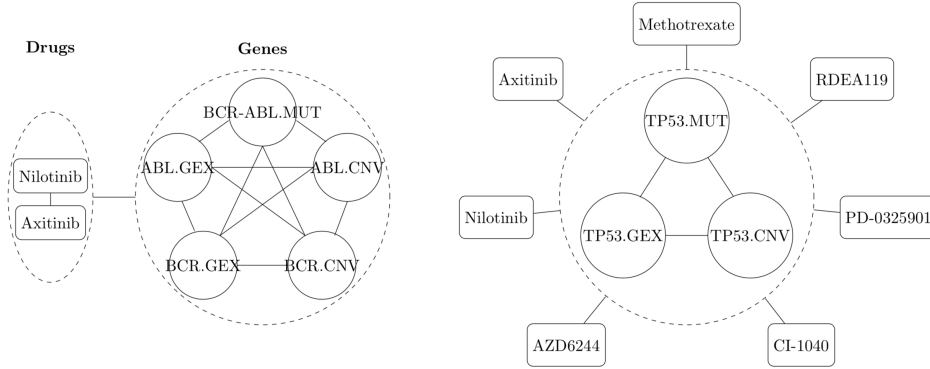 Drugs
Genes
Nilotinib
Axitinib
BCR-ABL.MUT
ABL.GEX
ABL.CNV
BCR.GEX
BCR.CNV
Methotrexate
Axitinib
RDEA119
TP53.MUT
Nilotinib
PD-0325901
TP53.GEX
TP53.CNV
AZD6244
CI-1040